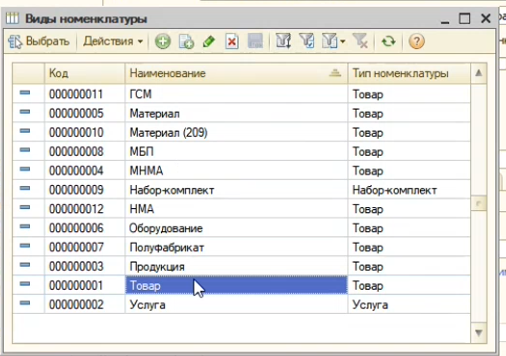 Виды номенклатуры
Выбрать Действия
Код Наименование Тип номенклатуры
000000011 ГСМ Товар
000000005 Материал Товар
000000010 Материал (209) Товар
000000008 МБП Товар
000000004 МНМА Товар
000000009 Набор-комплект Набор-комплект
000000012 НМА Товар
000000006 Оборудование Товар
000000007 Полуфабрикат Товар
000000003 Продукция Товар
000000001 Товар Товар
000000002 Услуга Услуга